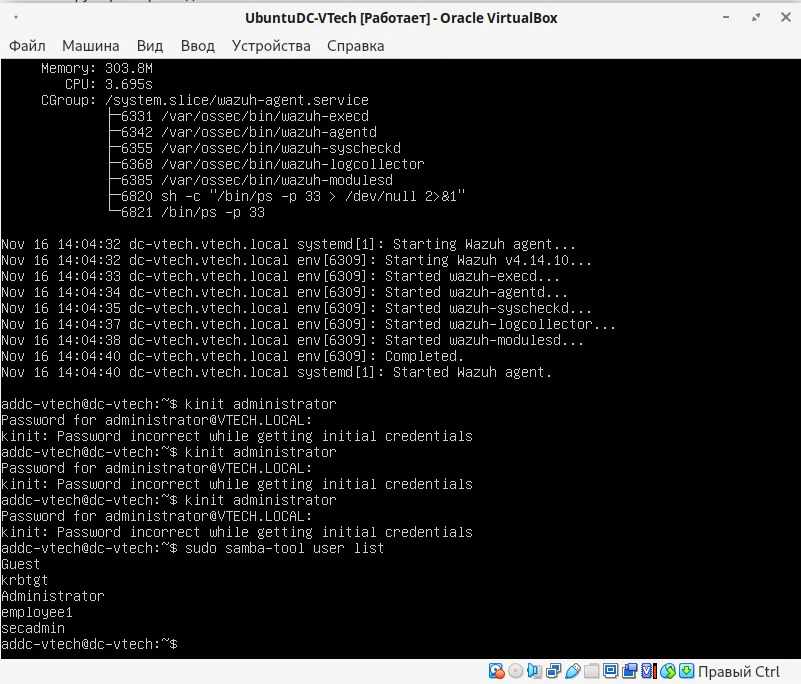 UbuntuDC-VTech [Работает] - Oracle VirtualBox
Файл Машина Вид Ввод Устройства Справка
Memory: 303.8M
CPU: 3.695s
CGroup: /system.slice/wazuh-agent.service
├─6331 /var/ossec/bin/wazuh-execd
├─6342 /var/ossec/bin/wazuh-agentd
├─6355 /var/ossec/bin/wazuh-syscheckd
├─6368 /var/ossec/bin/wazuh-logcollector
├─6385 /var/ossec/bin/wazuh-modulesd
├─6820 sh -c "/bin/ps -p 33 > /dev/null 2>&1"
└─6821 /bin/ps -p 33
Nov 16 14:04:32 dc-vtech.vtech.local systemd[1]: Starting Wazuh agent...
Nov 16 14:04:32 dc-vtech.vtech.local env[6309]: Starting Wazuh v4.14.10...
Nov 16 14:04:33 dc-vtech.vtech.local env[6309]: Started wazuh-execd...
Nov 16 14:04:34 dc-vtech.vtech.local env[6309]: Started wazuh-agentd...
Nov 16 14:04:35 dc-vtech.vtech.local env[6309]: Started wazuh-syscheckd...
Nov 16 14:04:37 dc-vtech.vtech.local env[6309]: Started wazuh-logcollector...
Nov 16 14:04:38 dc-vtech.vtech.local env[6309]: Started wazuh-modulesd...
Nov 16 14:04:40 dc-vtech.vtech.local env[6309]: Completed.
Nov 16 14:04:40 dc-vtech.vtech.local systemd[1]: Started Wazuh agent.
addc-vtech@dc-vtech:~$ kinit administrator
Password for administrator@VTECH.LOCAL:
kinit: Password incorrect while getting initial credentials
addc-vtech@dc-vtech:~$ kinit administrator
Password for administrator@VTECH.LOCAL:
kinit: Password incorrect while getting initial credentials
addc-vtech@dc-vtech:~$ kinit administrator
Password for administrator@VTECH.LOCAL:
kinit: Password incorrect while getting initial credentials
addc-vtech@dc-vtech:~$ sudo samba-tool user list
Guest
krbtgt
Administrator
employee1
secadmin
addc-vtech@dc-vtech:~$
Правый Ctrl